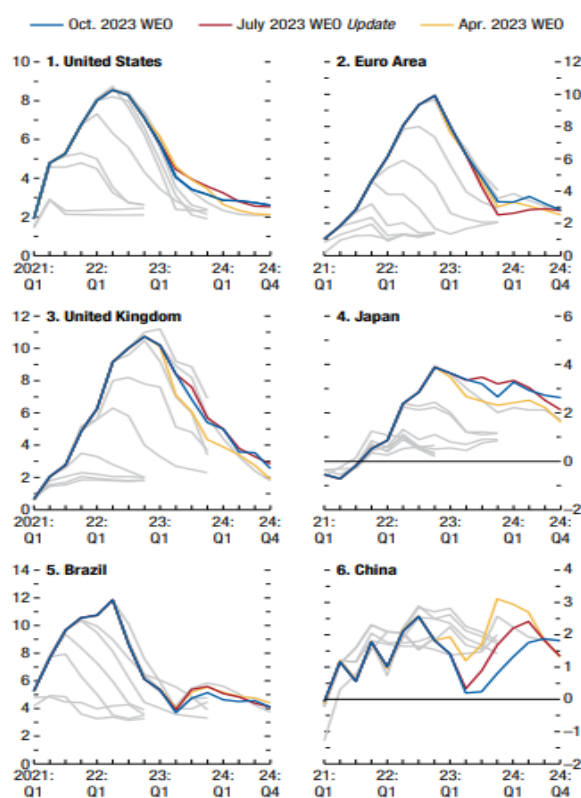 Oct. 2023 WEO July 2023 WEO Update Apr. 2023 WEO
1. United States
10
8
6
4
2
0
2021: Q1
22: Q1
23: Q1
24: Q1
24: Q4
2. Euro Area
12
10
8
6
4
2
0
21: Q1
22: Q1
23: Q1
24: Q1
24: Q4
3. United Kingdom
12
10
8
6
4
2
0
2021: Q1
22: Q1
23: Q1
24: Q1
24: Q4
4. Japan
6
4
2
0
−2
21: Q1
22: Q1
23: Q1
24: Q1
24: Q4
5. Brazil
14
12
10
8
6
4
2
0
2021: Q1
22: Q1
23: Q1
24: Q1
24: Q4
6. China
4
3
2
1
0
−1
−2
21: Q1
22: Q1
23: Q1
24: Q1
24: Q4